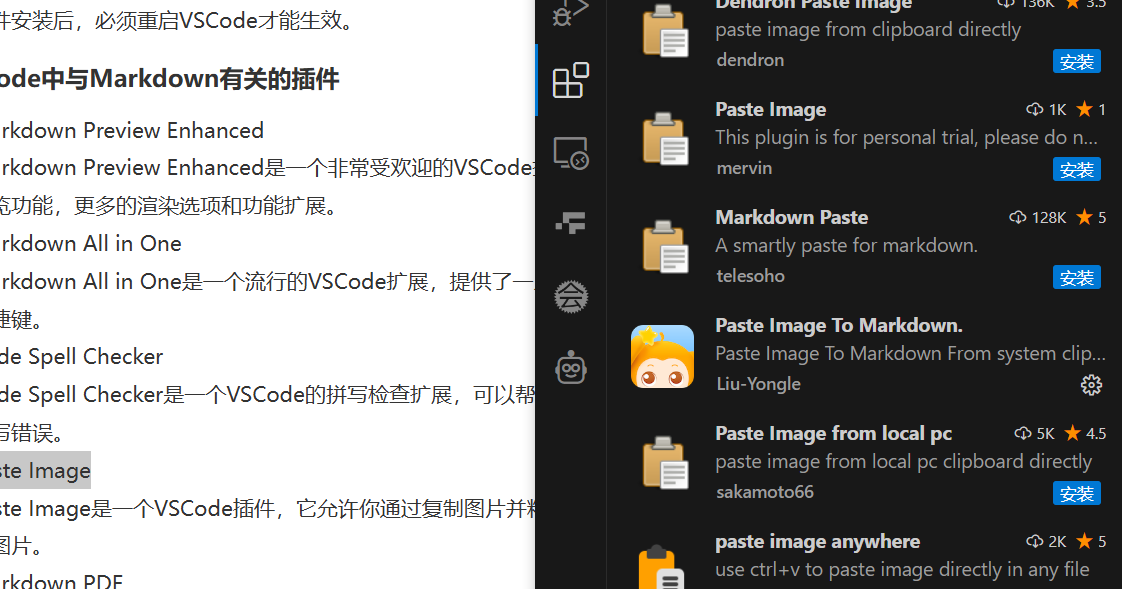 件安装后，必须重启VSCode才能生效。
ode中与Markdown有关的插件
rkdown Preview Enhanced
rkdown Preview Enhanced是一个非常受欢迎的VSCode
览功能，更多的渲染选项和功能扩展。
rkdown All in One
rkdown All in One是一个流行的VSCode扩展，提供了一
捷键。
de Spell Checker
de Spell Checker是一个VSCode的拼写检查扩展，可以帮
写错误。
ste Image
ste Image是一个VSCode插件，它允许你通过复制图片并
图片。
rkdown PDF
Dendron Paste Image 136K 3.5
paste image from clipboard directly
dendron
安装
Paste Image 1K 1
This plugin is for personal trial, please do n...
mervin
安装
Markdown Paste 128K 5
A smartly paste for markdown.
telesoho
安装
Paste Image To Markdown.
Paste Image To Markdown From system clip...
Liu-Yongle
Paste Image from local pc 5K 4.5
paste image from local pc clipboard directly
sakamoto66
安装
paste image anywhere 2K 5
use ctrl+v to paste image directly in any file